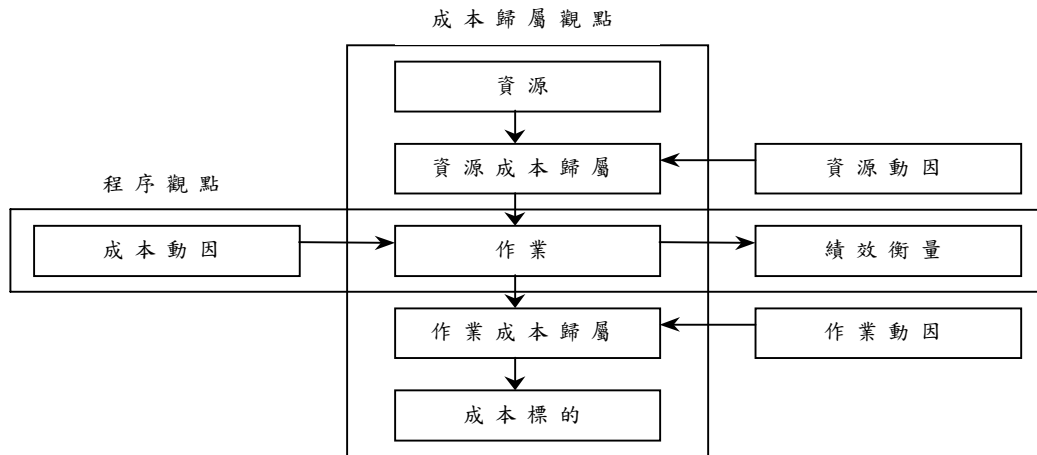 成本歸屬觀點
資源
資源成本歸屬
資源動因
程序觀點
成本動因
作業
績效衡量
作業成本歸屬
作業動因
成本標的